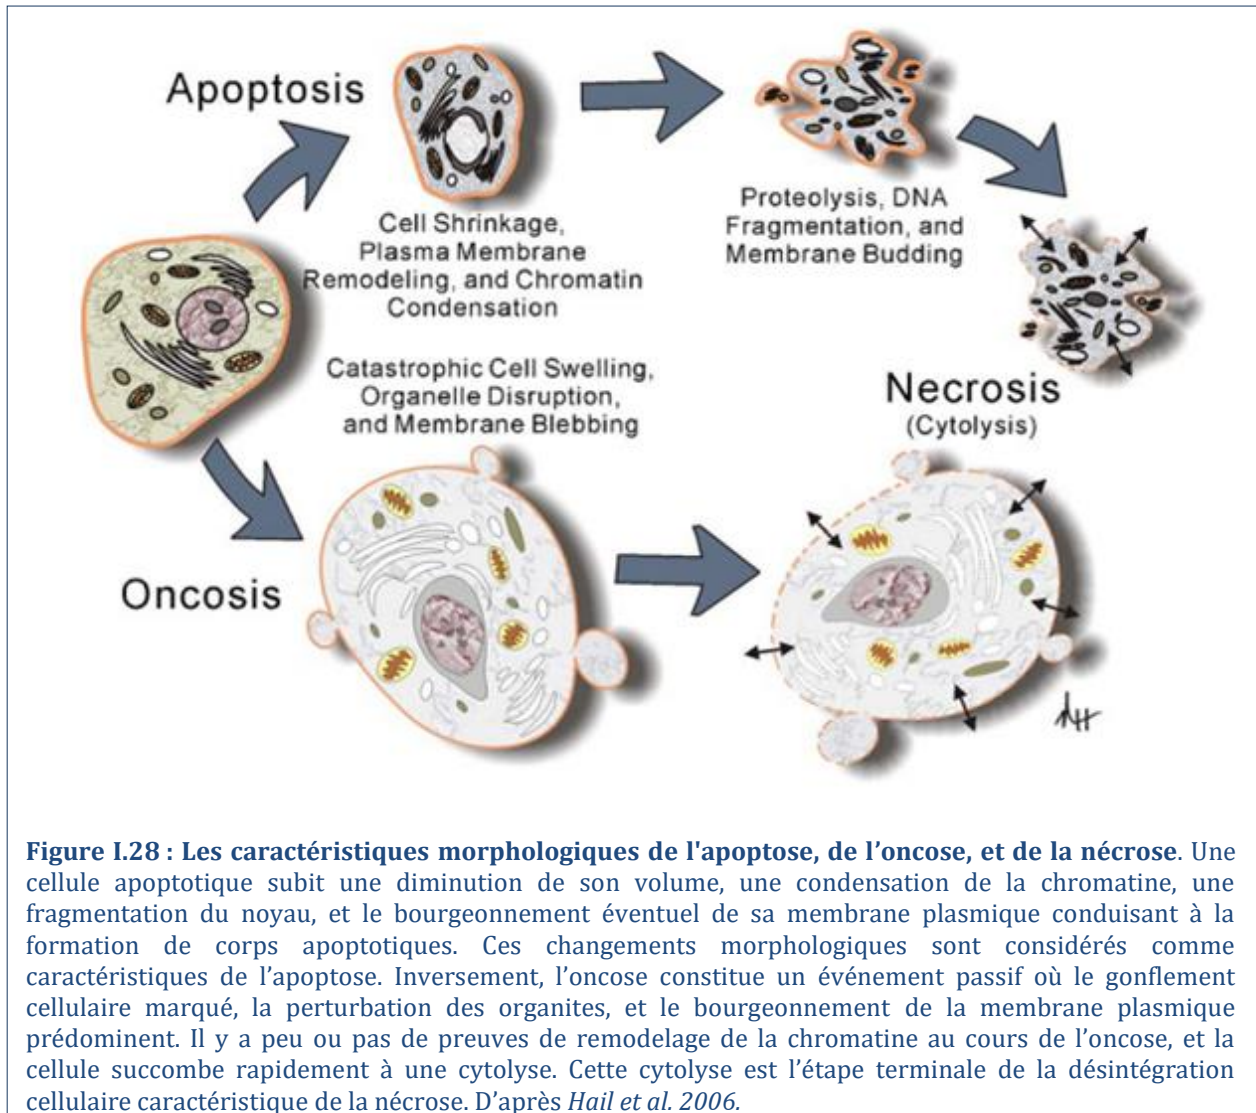 Apoptosis
Cell Shrinkage,
Plasma Membrane
Remodeling, and Chromatin
Condensation
Proteolysis, DNA
Fragmentation, and
Membrane Budding
Catastrophic Cell Swelling,
Organelle Disruption,
and Membrane Blebbing
Necrosis
(Cytolysis)
Oncosis
Figure I.28 : Les caractéristiques morphologiques de l'apoptose, de l’oncose, et de la nécrose. Une
cellule apoptotique subit une diminution de son volume, une condensation de la chromatine, une
fragmentation du noyau, et le bourgeonnement éventuel de sa membrane plasmique conduisant à la
formation de corps apoptotiques. Ces changements morphologiques sont considérés comme
caractéristiques de l’apoptose. Inversement, l’oncose constitue un événement passif où le gonflement
cellulaire marqué, la perturbation des organites, et le bourgeonnement de la membrane plasmique
prédominent. Il y a peu ou pas de preuves de remodelage de la chromatine au cours de l’oncose, et la
cellule succombe rapidement à une cytolyse. Cette cytolyse est l’étape terminale de la désintégration
cellulaire caractéristique de la nécrose. D’après Hail et al. 2006.